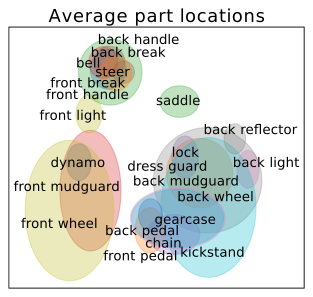 Average part locations
back handle
back break
bell
steer
front break
front handle
saddle
front light
back reflector
lock
dynamo
dress guard
back light
front mudguard
back mudguard
back wheel
front wheel
gearcase
back pedal
chain
front pedal
kickstand